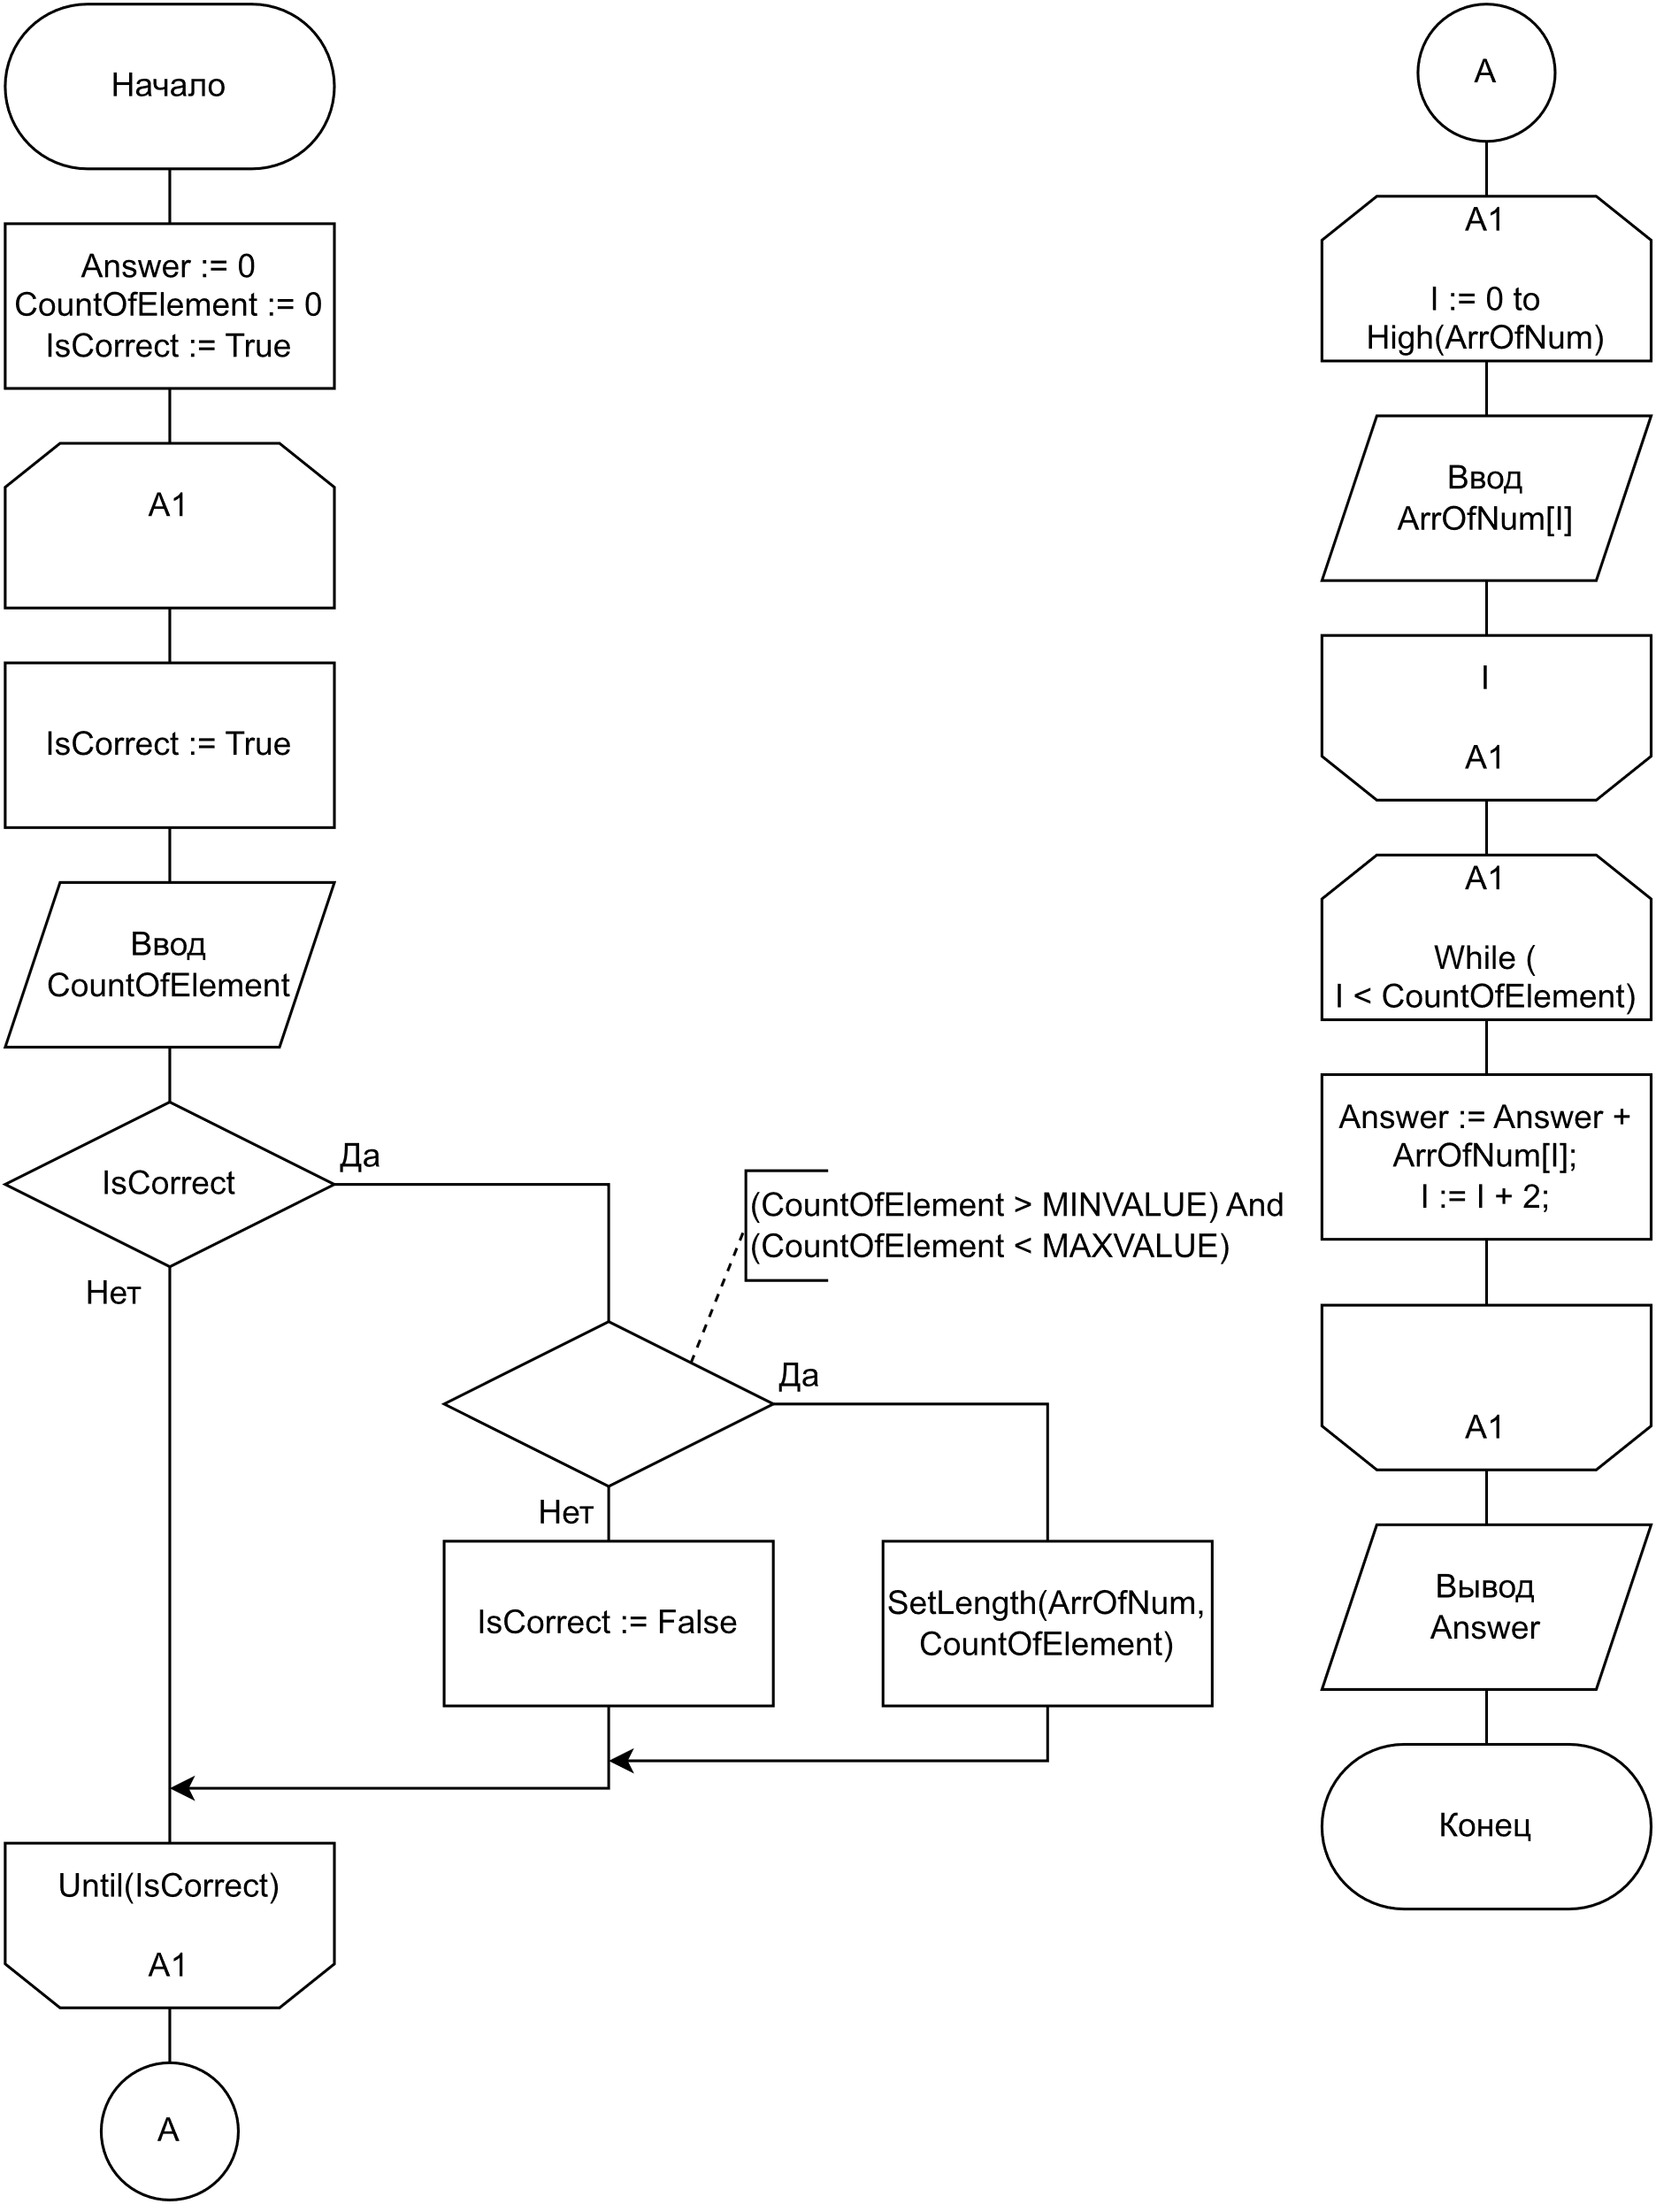 Начало
Answer := 0
CountOfElement := 0
IsCorrect := True
A1
IsCorrect := True
Ввод
CountOfElement
IsCorrect
Да
Нет
(CountOfElement > MINVALUE) And
(CountOfElement < MAXVALUE)
Да
Нет
IsCorrect := False
SetLength(ArrOfNum,
CountOfElement)
Until(IsCorrect)
A1
A
A
A1
I := 0 to
High(ArrOfNum)
Ввод
ArrOfNum[I]
I
A1
A1
While (
I < CountOfElement)
Answer := Answer +
ArrOfNum[I];
I := I + 2;
A1
Вывод
Answer
Конец